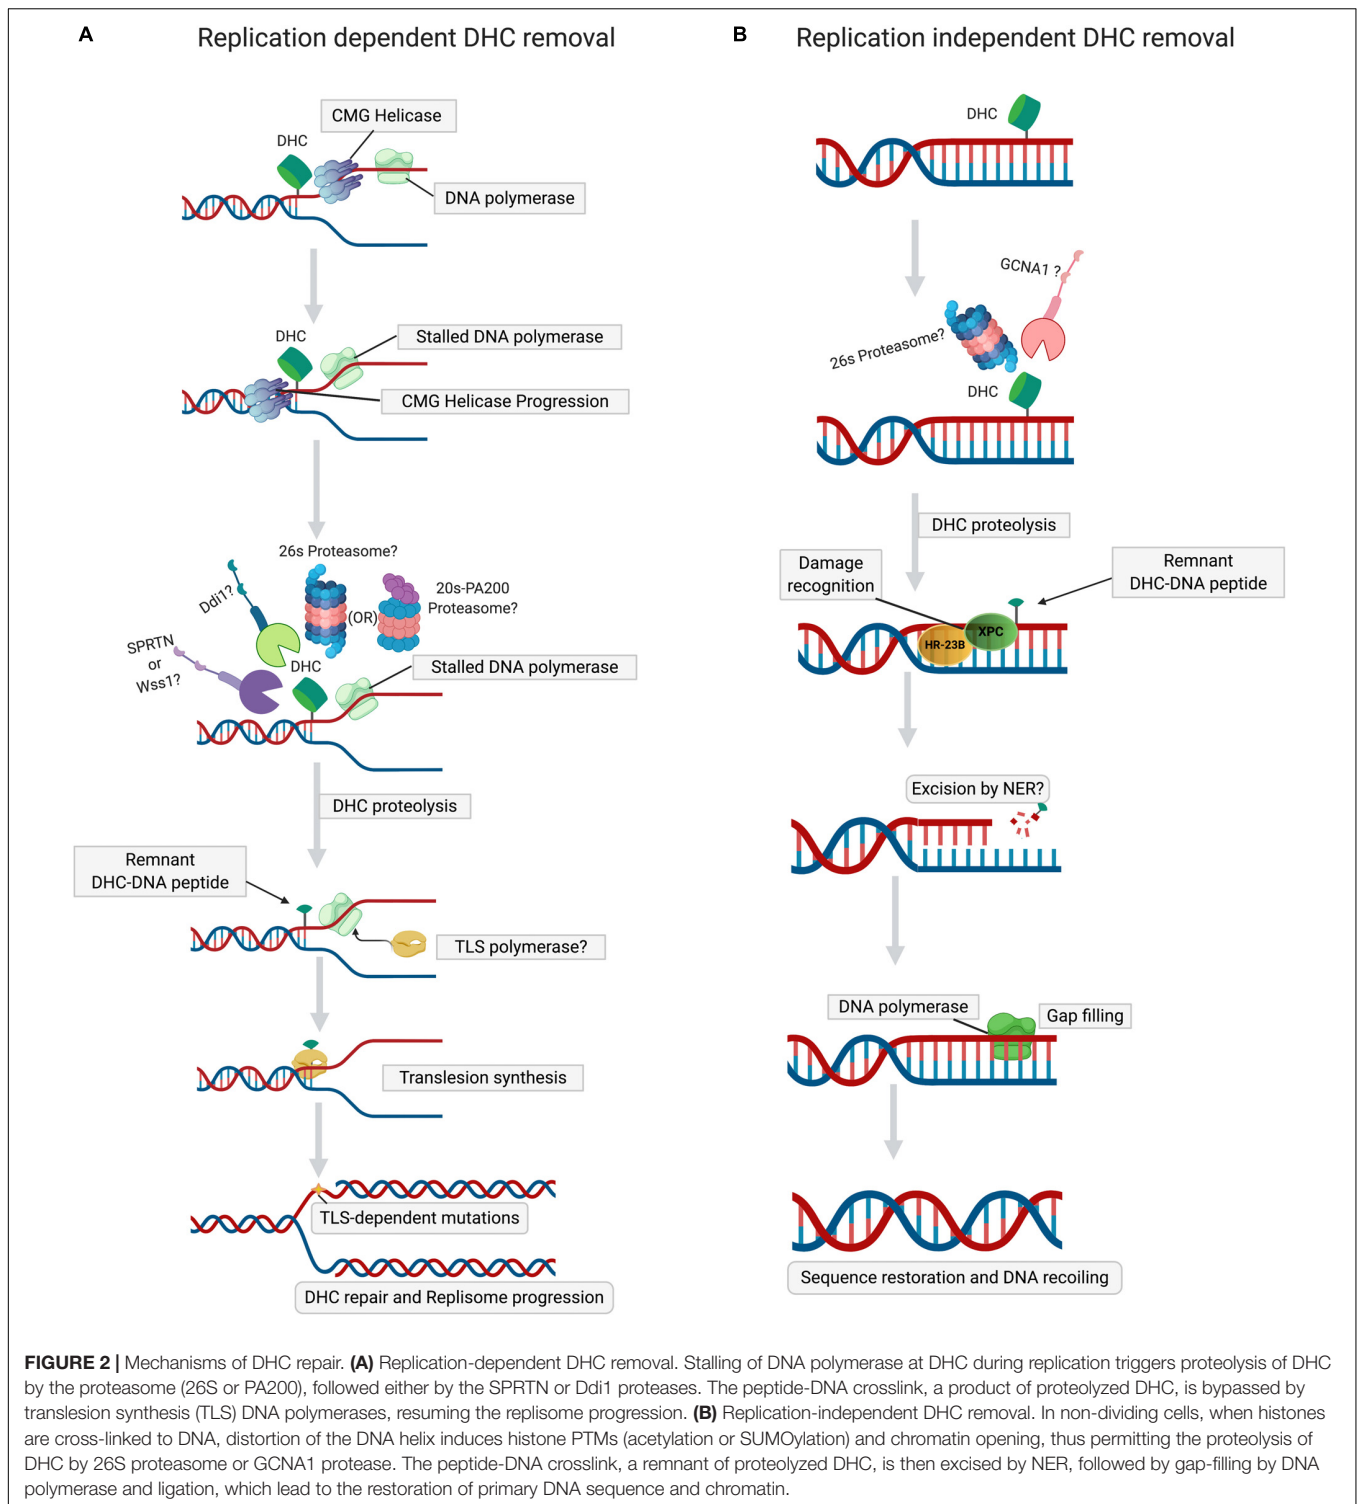 A
Replication dependent DHC removal
CMG Helicase
DHC
DNA polymerase
DHC
Stalled DNA polymerase
CMG Helicase Progression
26s Proteasome?
Ddi1?
(OR)
20s-PA200
Proteasome?
SPRTN
or
Wss1?
DHC
Stalled DNA polymerase
DHC proteolysis
Remnant
DHC-DNA peptide
TLS polymerase?
Translesion synthesis
TLS-dependent mutations
DHC repair and Replisome progression
B
Replication independent DHC removal
DHC
GCNA1 ?
26s Proteasome?
DHC
DHC proteolysis
Damage
recognition
Remnant
DHC-DNA peptide
HR-23B
XPC
Excision by NER?
DNA polymerase
Gap filling
Sequence restoration and DNA recoiling
FIGURE 2 | Mechanisms of DHC repair. (A) Replication-dependent DHC removal. Stalling of DNA polymerase at DHC during replication triggers proteolysis of DHC
by the proteasome (26S or PA200), followed either by the SPRTN or Ddi1 proteases. The peptide-DNA crosslink, a product of proteolyzed DHC, is bypassed by
translesion synthesis (TLS) DNA polymerases, resuming the replisome progression. (B) Replication-independent DHC removal. In non-dividing cells, when histones
are cross-linked to DNA, distortion of the DNA helix induces histone PTMs (acetylation or SUMOylation) and chromatin opening, thus permitting the proteolysis of
DHC by 26S proteasome or GCNA1 protease. The peptide-DNA crosslink, a remnant of proteolyzed DHC, is then excised by NER, followed by gap-filling by DNA
polymerase and ligation, which lead to the restoration of primary DNA sequence and chromatin.